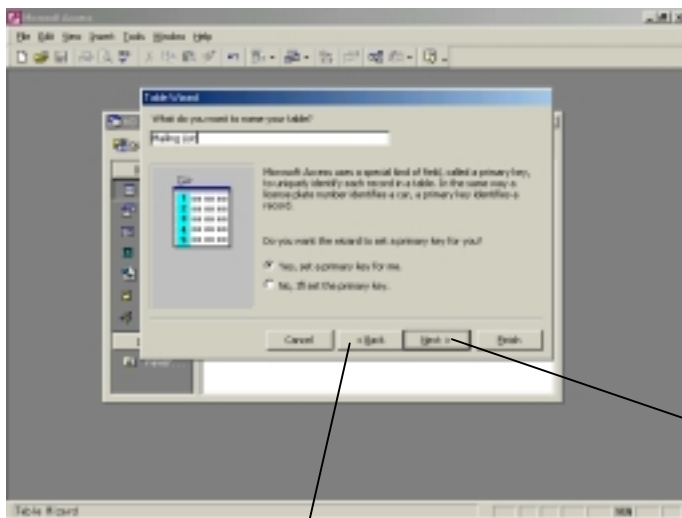 Microsoft Access
File Edit View Insert Tools Window Help
Table Wizard
What do you want to name your table?
Mailing List
Microsoft Access uses a special kind of field, called a primary key,
to uniquely identify each record in a table. In the same way a
license plate number identifies a car, a primary key identifies a
record.
Do you want the wizard to set a primary key for you?
Yes, set a primary key for me.
No, I'll set the primary key.
Cancel < Back Next > Finish
Table Wizard
NUM